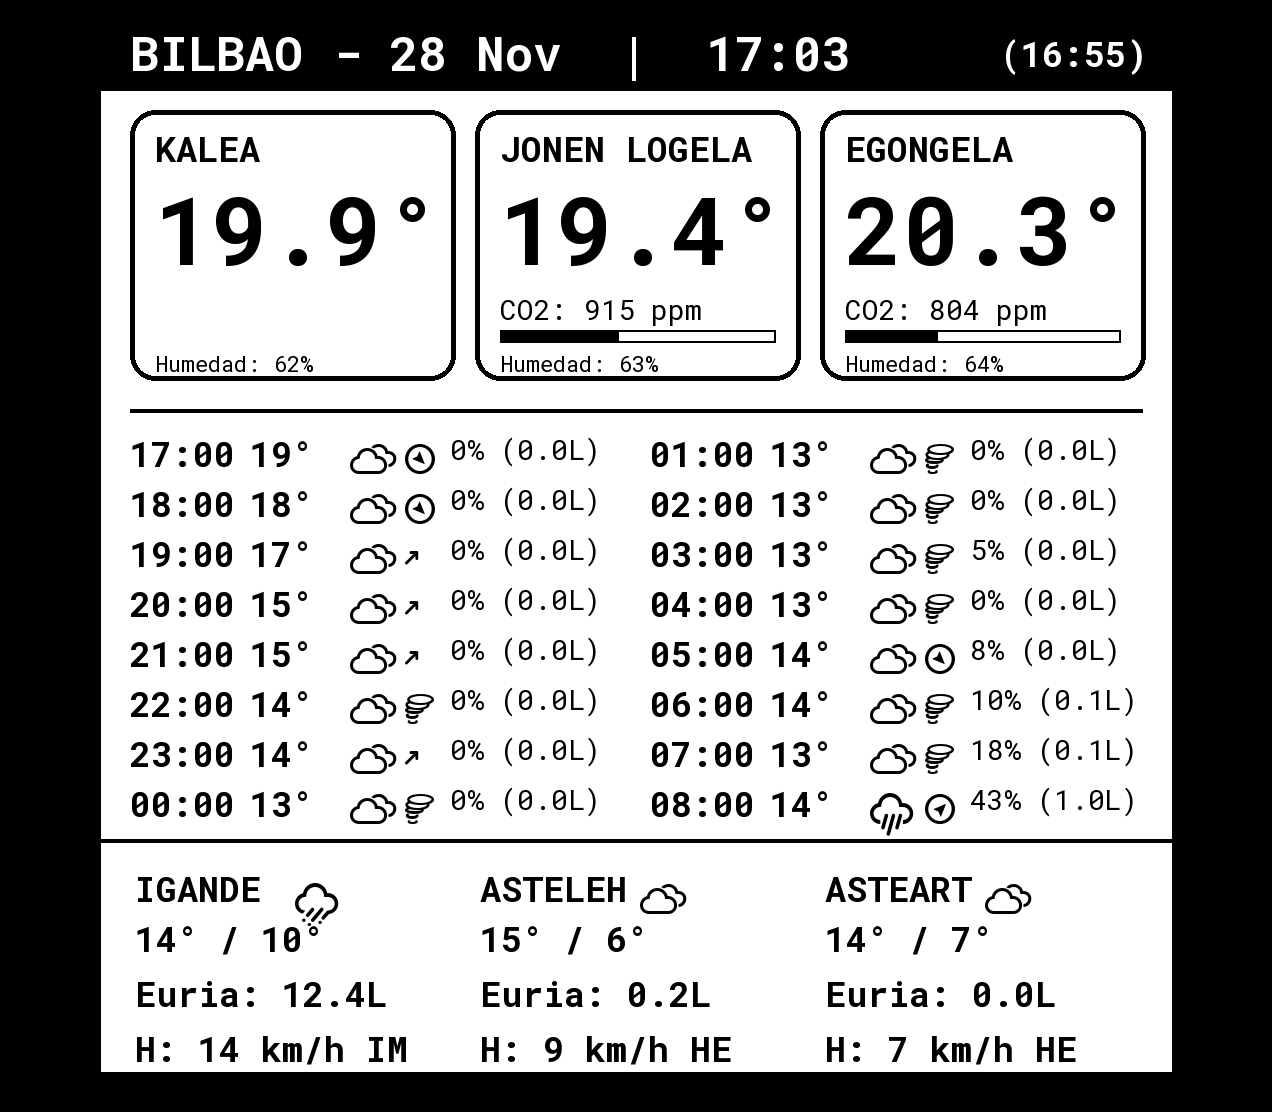 BILBAO - 28 Nov | 17:03 (16:55)
KALEA
19.9°
Humedad: 62%
JONEN LOGELA
19.4°
CO2: 915 ppm
Humedad: 63%
EGONGELA
20.3°
CO2: 804 ppm
Humedad: 64%
17:00 19° 0% (0.0L)
18:00 18° 0% (0.0L)
19:00 17° 0% (0.0L)
20:00 15° 0% (0.0L)
21:00 15° 0% (0.0L)
22:00 14° 0% (0.0L)
23:00 14° 0% (0.0L)
00:00 13° 0% (0.0L)
01:00 13° 0% (0.0L)
02:00 13° 0% (0.0L)
03:00 13° 5% (0.0L)
04:00 13° 0% (0.0L)
05:00 14° 8% (0.0L)
06:00 14° 10% (0.1L)
07:00 13° 18% (0.1L)
08:00 14° 43% (1.0L)
IGANDE
14° / 10°
Euria: 12.4L
H: 14 km/h IM
ASTELEH
15° / 6°
Euria: 0.2L
H: 9 km/h HE
ASTEART
14° / 7°
Euria: 0.0L
H: 7 km/h HE